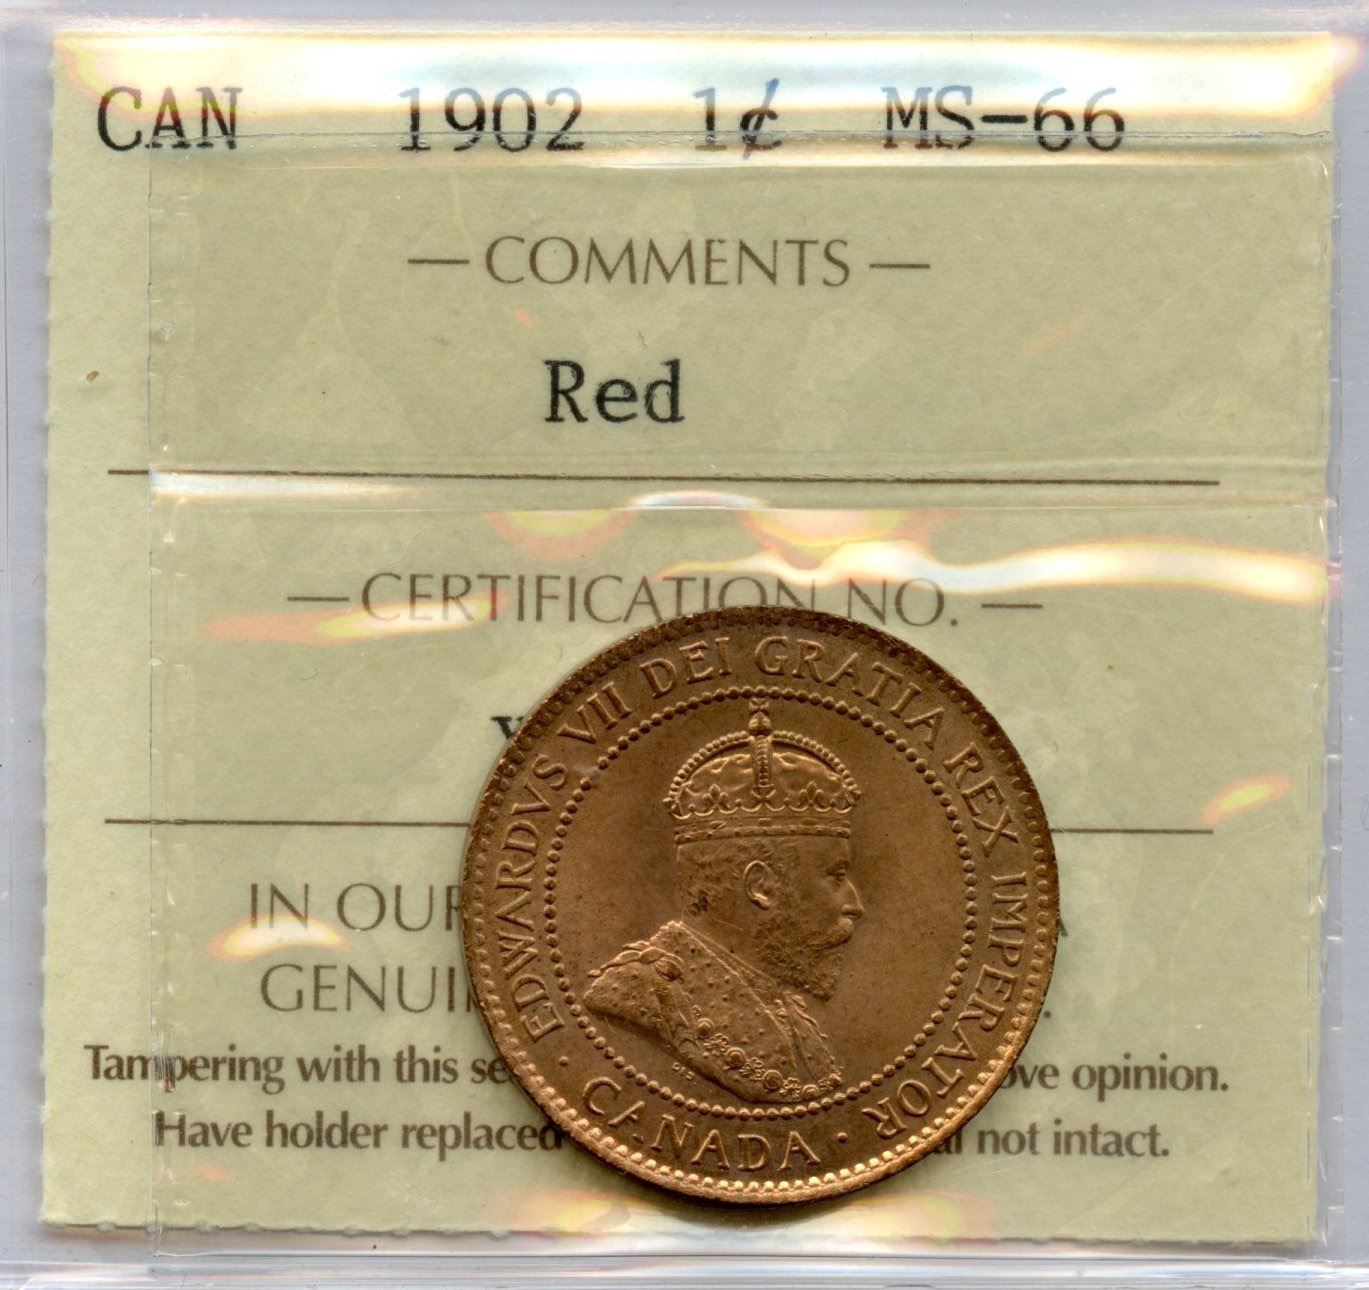 CAN 1902 1¢ MS-66
— COMMENTS —
Red
— CERTIFICATION NO. —
IN OUR
GENUI
Tampering with this se ove opinion.
Have holder replaced al not intact.
· EDWARDVS VII DEI GRATIA REX IMPERATOR ·
CANADA